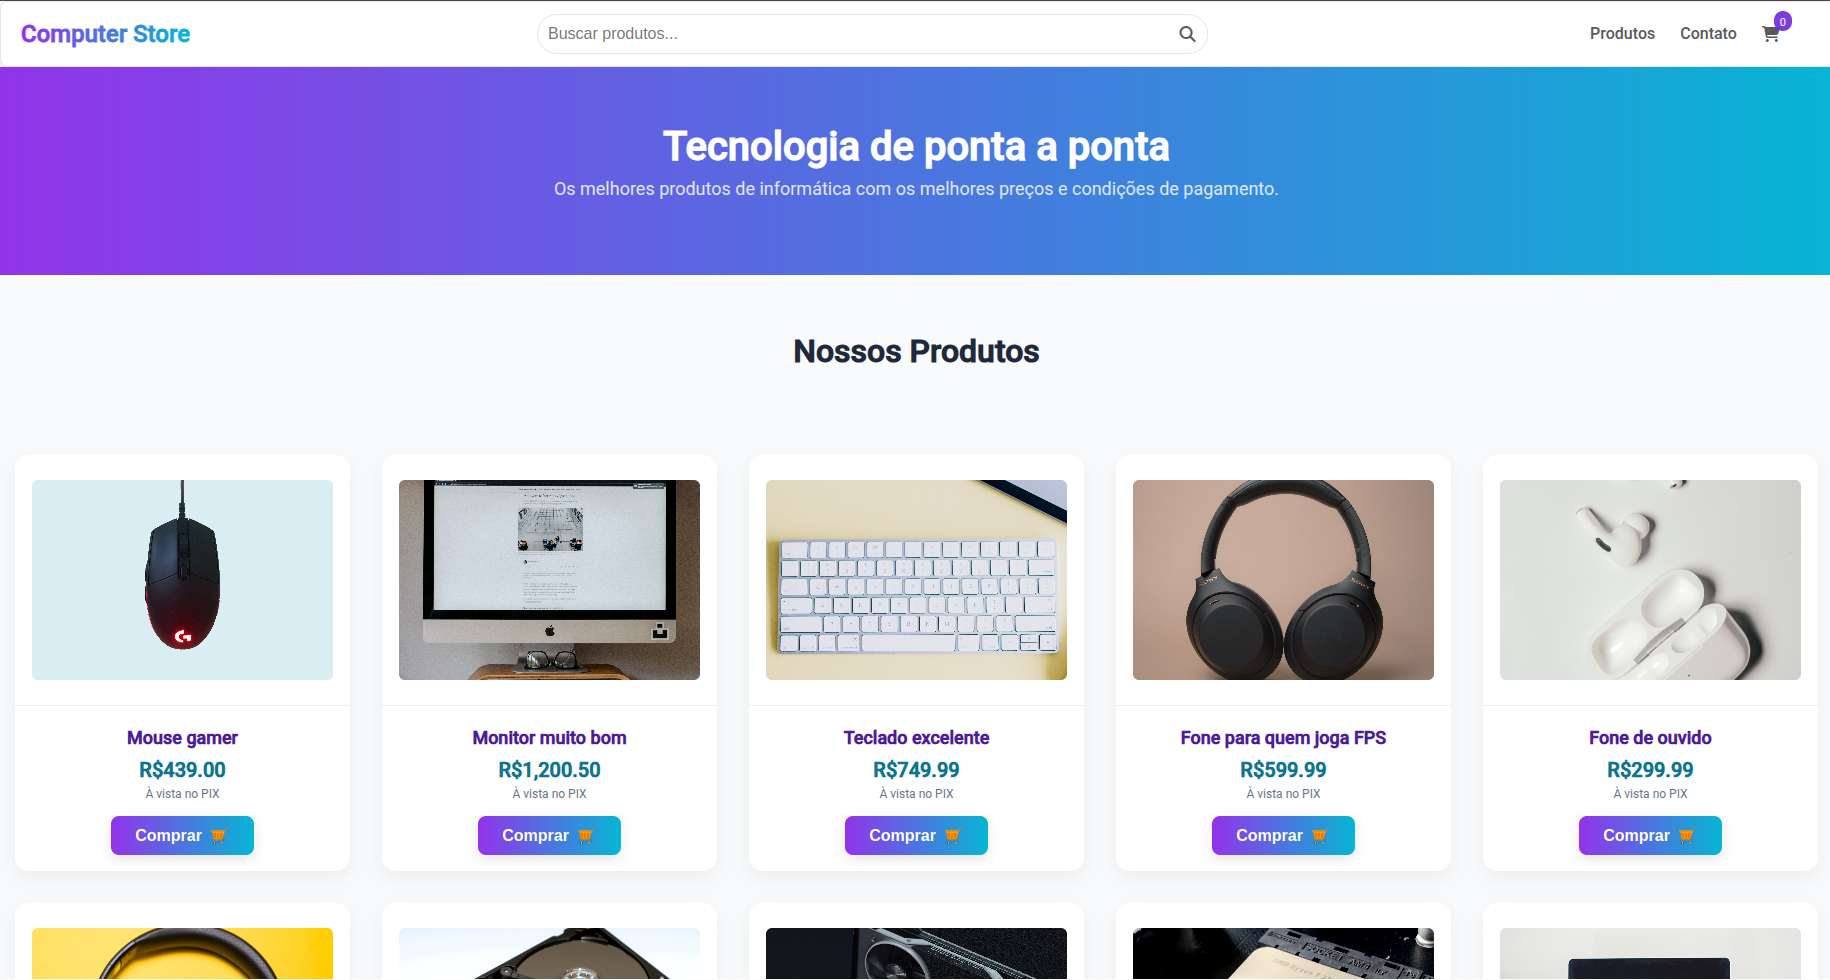 Computer Store
Buscar produtos...
Produtos
Contato
0
Tecnologia de ponta a ponta
Os melhores produtos de informática com os melhores preços e condições de pagamento.
Nossos Produtos
Mouse gamer
R$439.00
À vista no PIX
Comprar
Monitor muito bom
R$1,200.50
À vista no PIX
Comprar
Teclado excelente
R$749.99
À vista no PIX
Comprar
SONY
SONY
Fone para quem joga FPS
R$599.99
À vista no PIX
Comprar
Fone de ouvido
R$299.99
À vista no PIX
Comprar